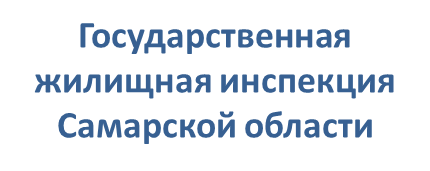 Государственная
жилищная инспекция
Самарской области